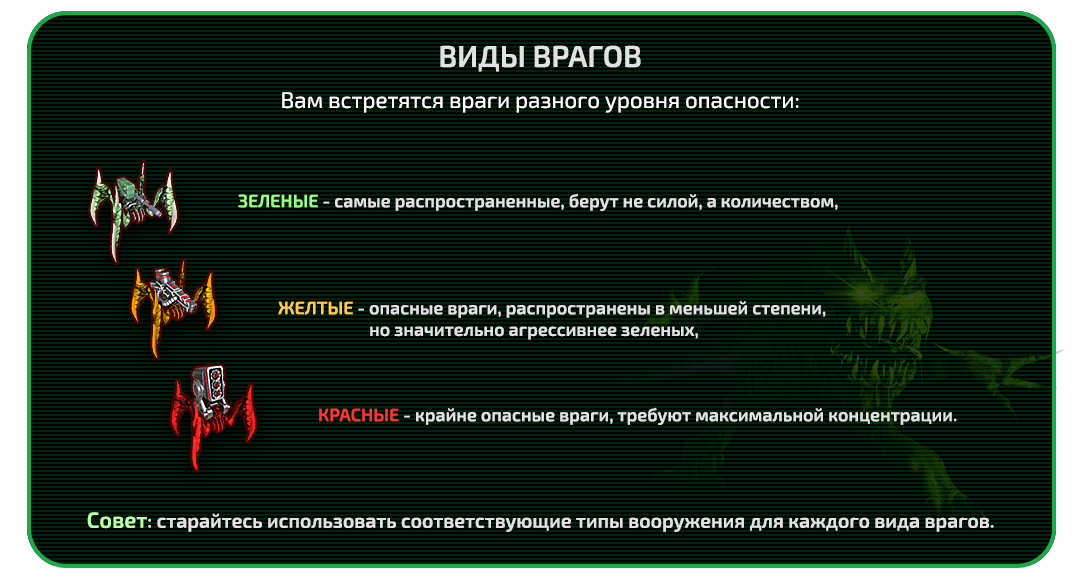 ВИДЫ ВРАГОВ
Вам встретятся враги разного уровня опасности:
ЗЕЛЕНЫЕ - самые распространенные, берут не силой, а количеством,
ЖЕЛТЫЕ - опасные враги, распространены в меньшей степени,
но значительно агрессивнее зеленых,
КРАСНЫЕ - крайне опасные враги, требуют максимальной концентрации.
Совет: старайтесь использовать соответствующие типы вооружения для каждого вида врагов.